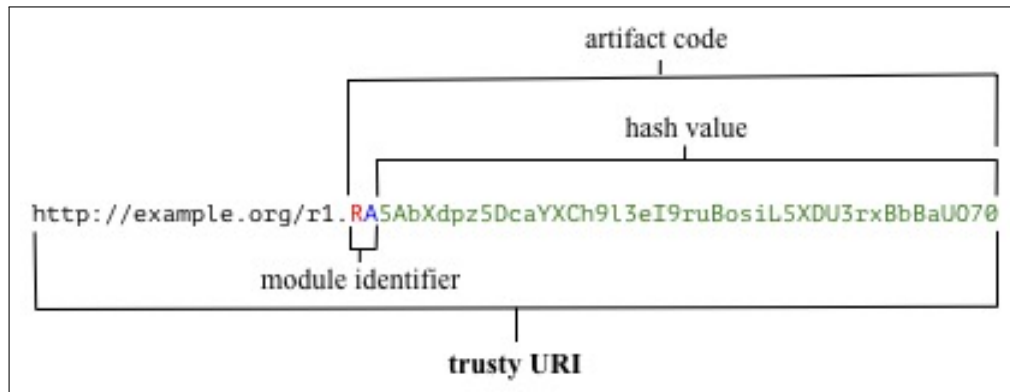 artifact code
hash value
http://example.org/r1.RA5AbXdpz5DcaYXCh9l3eI9ruBosiL5XDU3rxBbBaUO70
module identifier
trusty URI